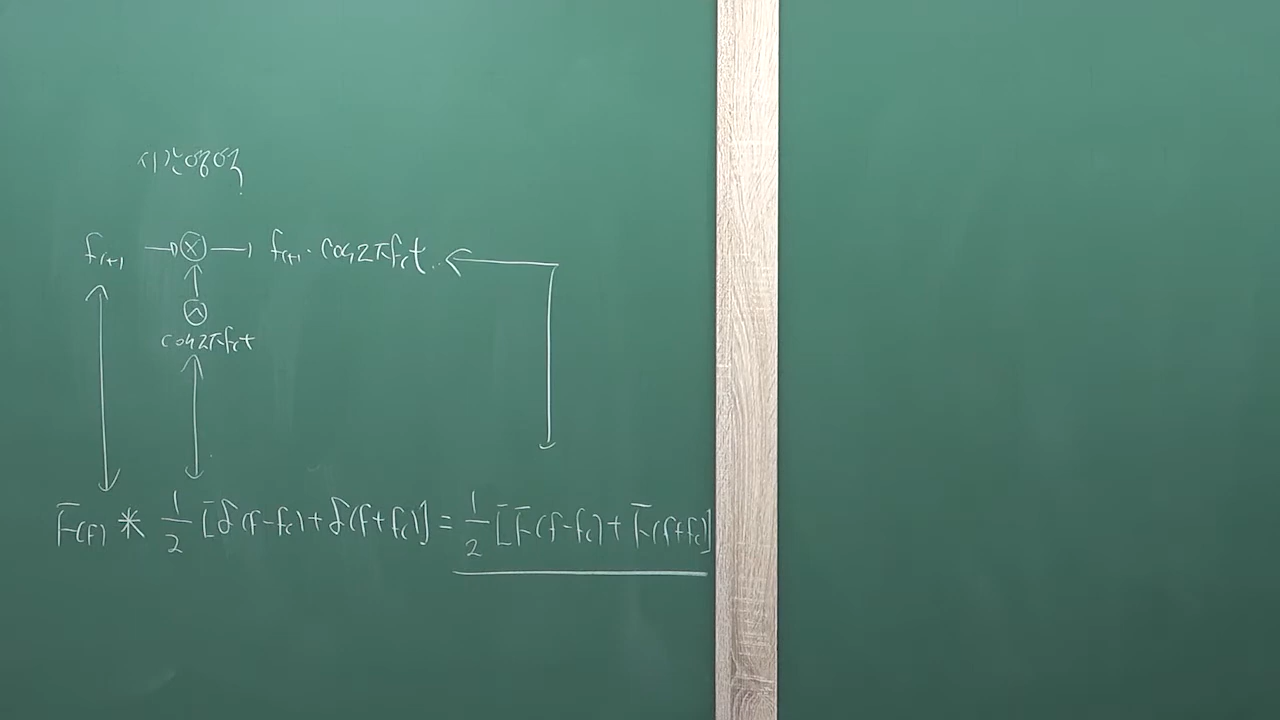 시간영역
f(t) → ⊗ → f(t)·cos2πfct
cos2πfct
F(f) * 1/2 [δ(f-fc)+δ(f+fc)] = 1/2 [F(f-fc)+F(f+fc)]